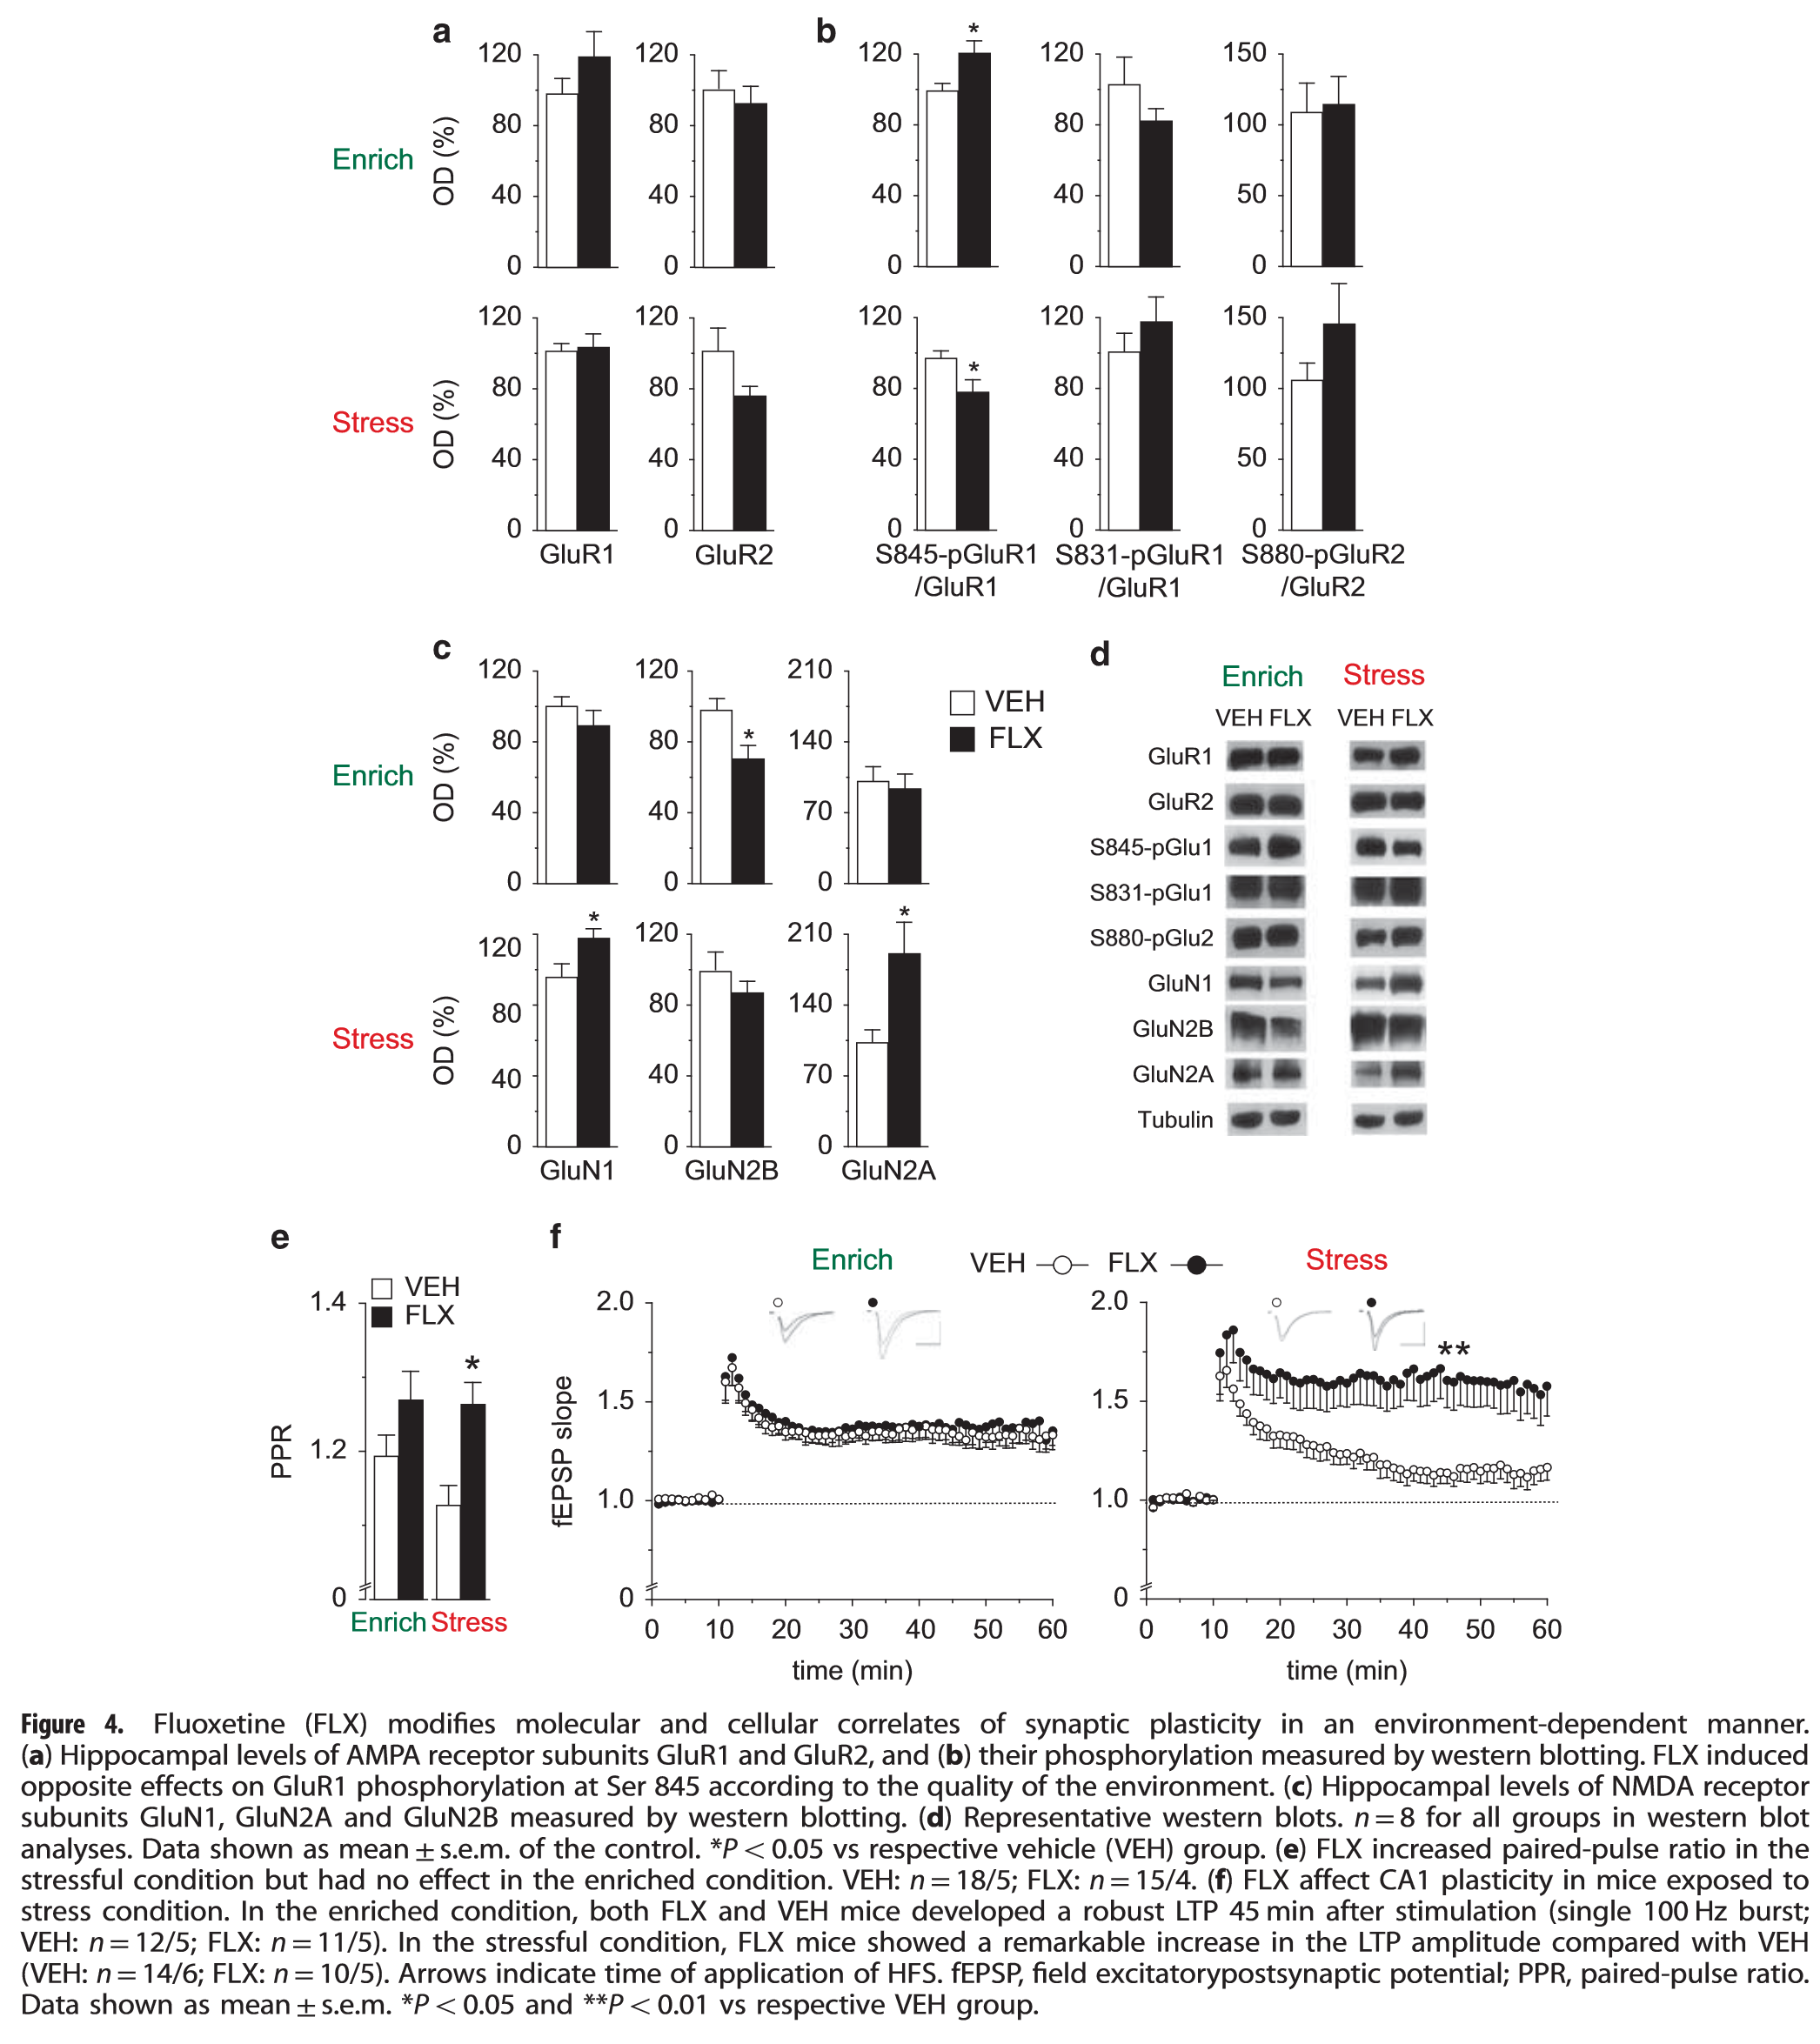 a
b
120
80
40
0
OD (%)
Enrich
120
80
40
0
120
80
40
0
*
120
80
40
0
150
100
50
0
120
80
40
0
OD (%)
Stress
GluR1
120
80
40
0
GluR2
120
80
40
0
*
S845-pGluR1
/GluR1
120
80
40
0
S831-pGluR1
/GluR1
150
100
50
0
S880-pGluR2
/GluR2
c
120
80
40
0
OD (%)
Enrich
120
80
40
0
*
210
140
70
0
VEH
FLX
120
80
40
0
OD (%)
Stress
*
GluN1
120
80
40
0
GluN2B
210
140
70
0
*
GluN2A
d
Enrich Stress
VEH FLX VEH FLX
GluR1
GluR2
S845-pGlu1
S831-pGlu1
S880-pGlu2
GluN1
GluN2B
GluN2A
Tubulin
e
VEH
FLX
1.4
1.2
0
PPR
*
Enrich Stress
f
Enrich VEH FLX Stress
2.0
1.5
1.0
0
fEPSP slope
0 10 20 30 40 50 60
time (min)
2.0
1.5
1.0
0
**
0 10 20 30 40 50 60
time (min)
Figure 4. Fluoxetine (FLX) modifies molecular and cellular correlates of synaptic plasticity in an environment-dependent manner.
(a) Hippocampal levels of AMPA receptor subunits GluR1 and GluR2, and (b) their phosphorylation measured by western blotting. FLX induced
opposite effects on GluR1 phosphorylation at Ser 845 according to the quality of the environment. (c) Hippocampal levels of NMDA receptor
subunits GluN1, GluN2A and GluN2B measured by western blotting. (d) Representative western blots. n = 8 for all groups in western blot
analyses. Data shown as mean ± s.e.m. of the control. *P < 0.05 vs respective vehicle (VEH) group. (e) FLX increased paired-pulse ratio in the
stressful condition but had no effect in the enriched condition. VEH: n = 18/5; FLX: n = 15/4. (f) FLX affect CA1 plasticity in mice exposed to
stress condition. In the enriched condition, both FLX and VEH mice developed a robust LTP 45 min after stimulation (single 100 Hz burst;
VEH: n = 12/5; FLX: n = 11/5). In the stressful condition, FLX mice showed a remarkable increase in the LTP amplitude compared with VEH
(VEH: n = 14/6; FLX: n = 10/5). Arrows indicate time of application of HFS. fEPSP, field excitatorypostsynaptic potential; PPR, paired-pulse ratio.
Data shown as mean ± s.e.m. *P < 0.05 and **P < 0.01 vs respective VEH group.